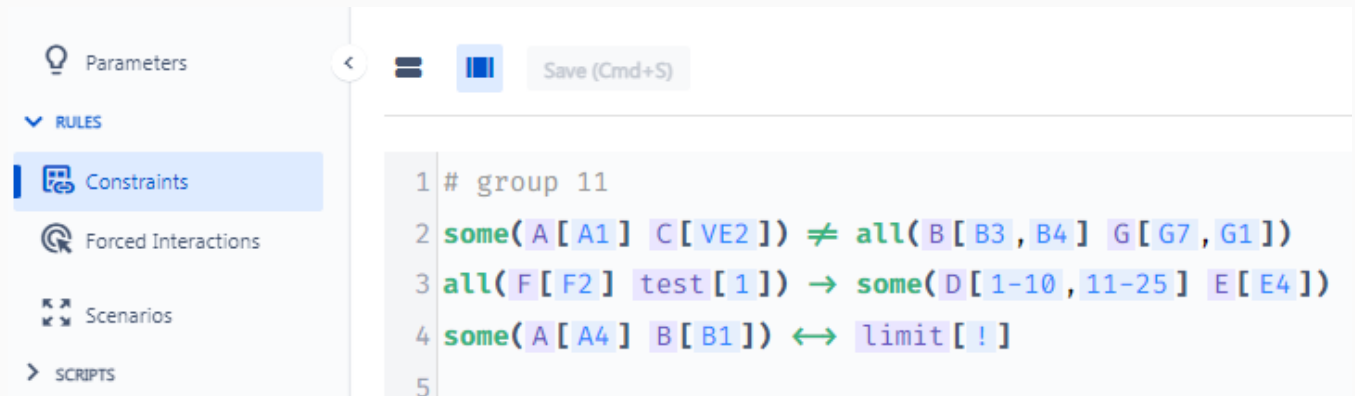 Parameters
RULES
Constraints
Forced Interactions
Scenarios
SCRIPTS
Save (Cmd+S)
1 # group 11
2 some(A[A1] C[VE2]) ≠ all(B[B3,B4] G[G7,G1])
3 all(F[F2] test[1]) → some(D[1-10,11-25] E[E4])
4 some(A[A4] B[B1]) ↔ limit[!]
5